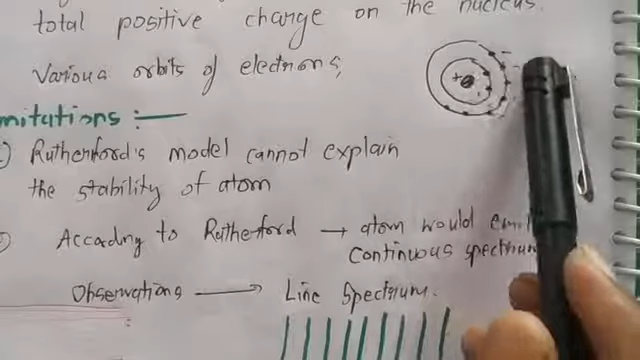 total positive charge on the nucleus.
Various orbits of electrons,
mitations :-
Rutherford's model cannot explain
the stability of atom
According to Rutherford → atom would emit
Continuous spectrum
Observations → Line Spectrum.